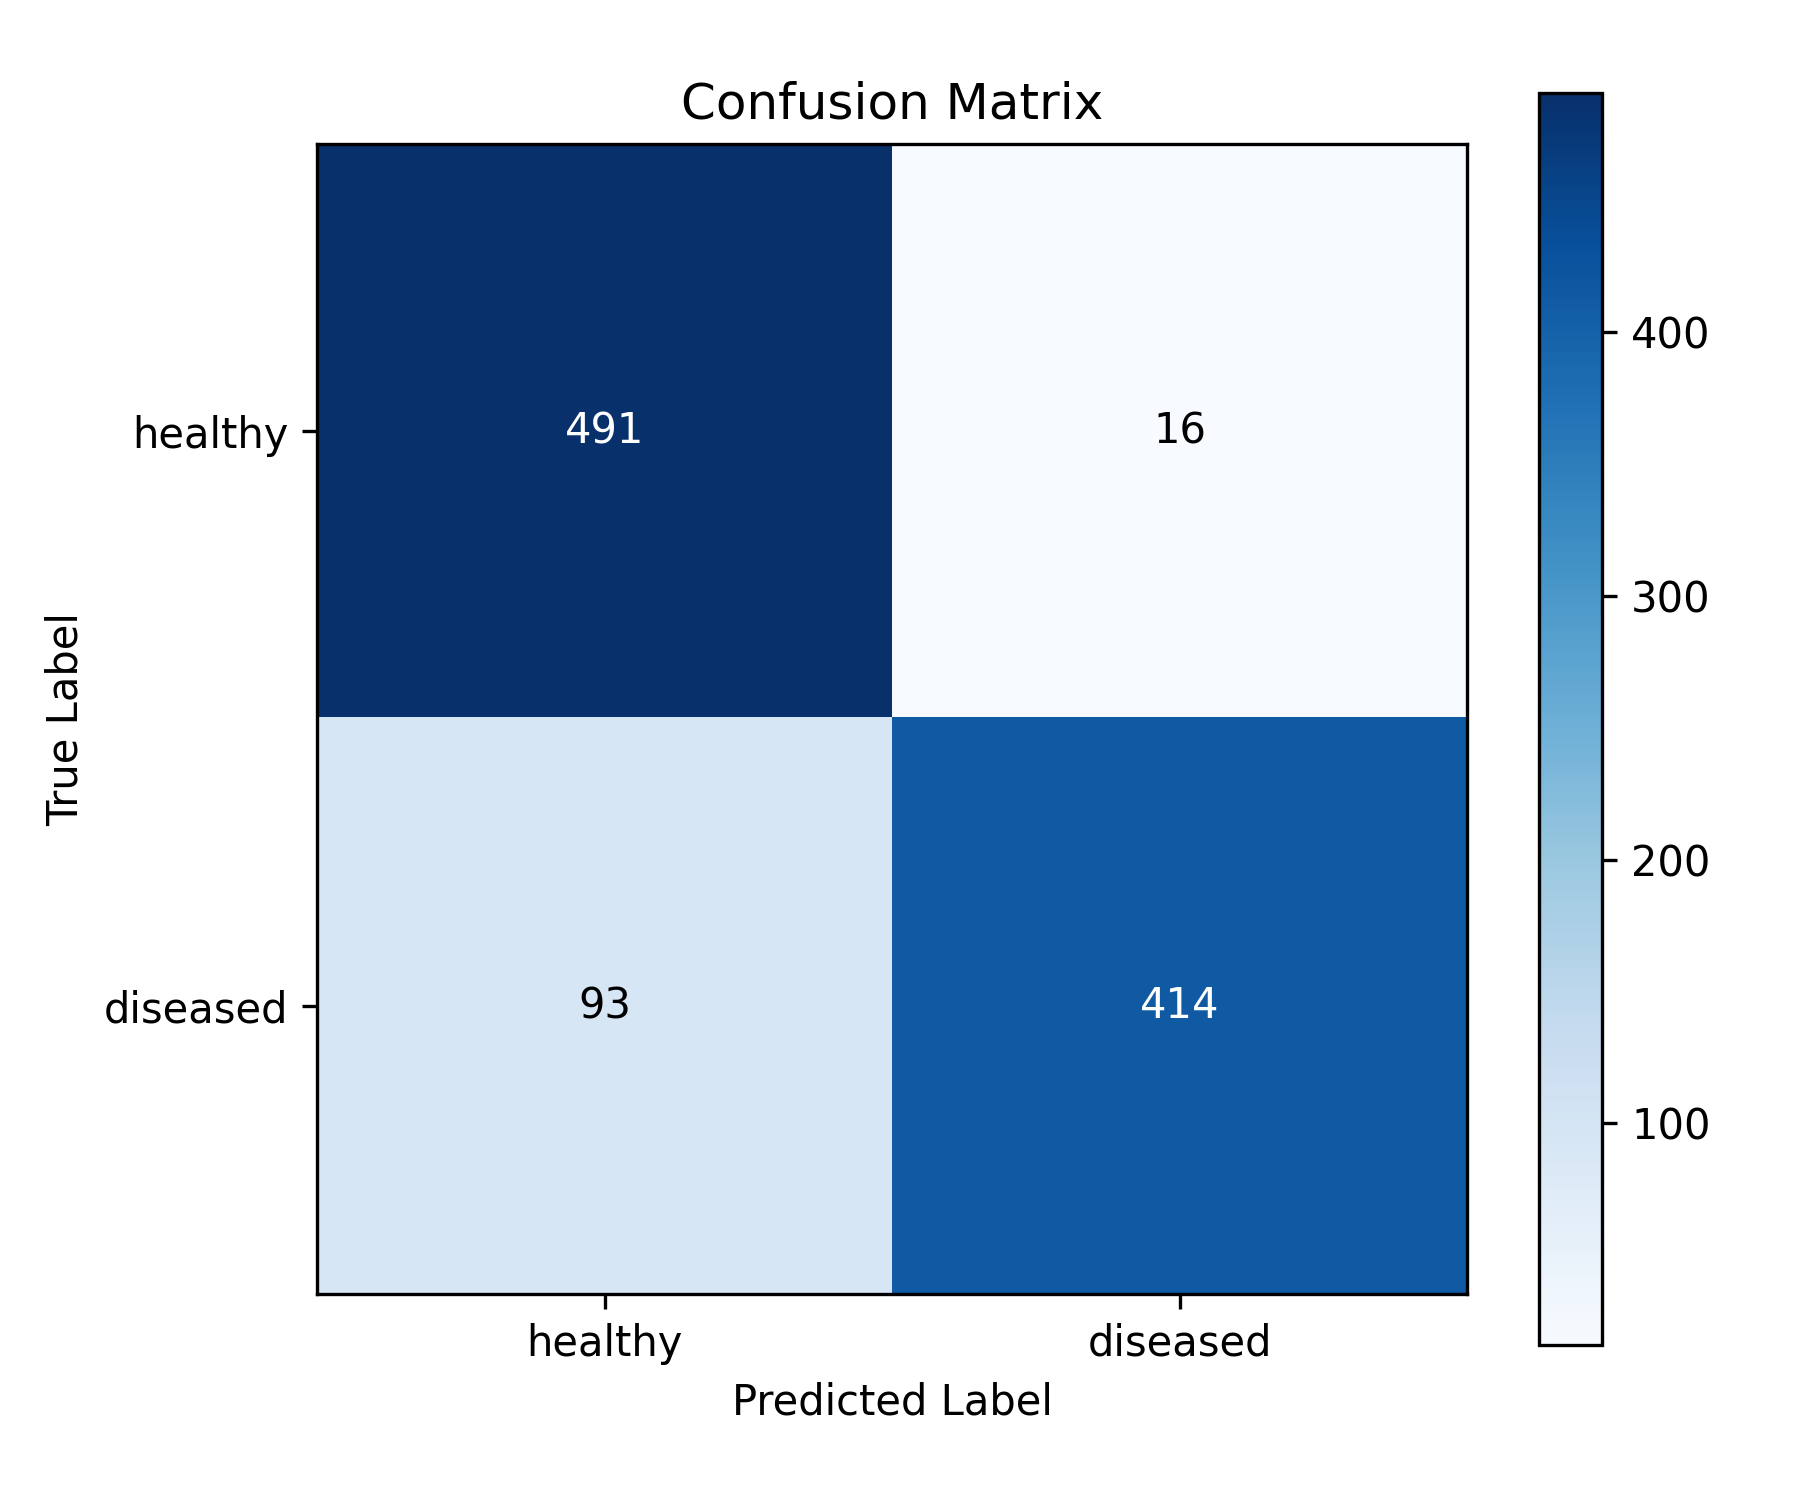 Confusion Matrix
healthy
491
16
diseased
93
414
True Label
healthy
diseased
Predicted Label
400
300
200
100